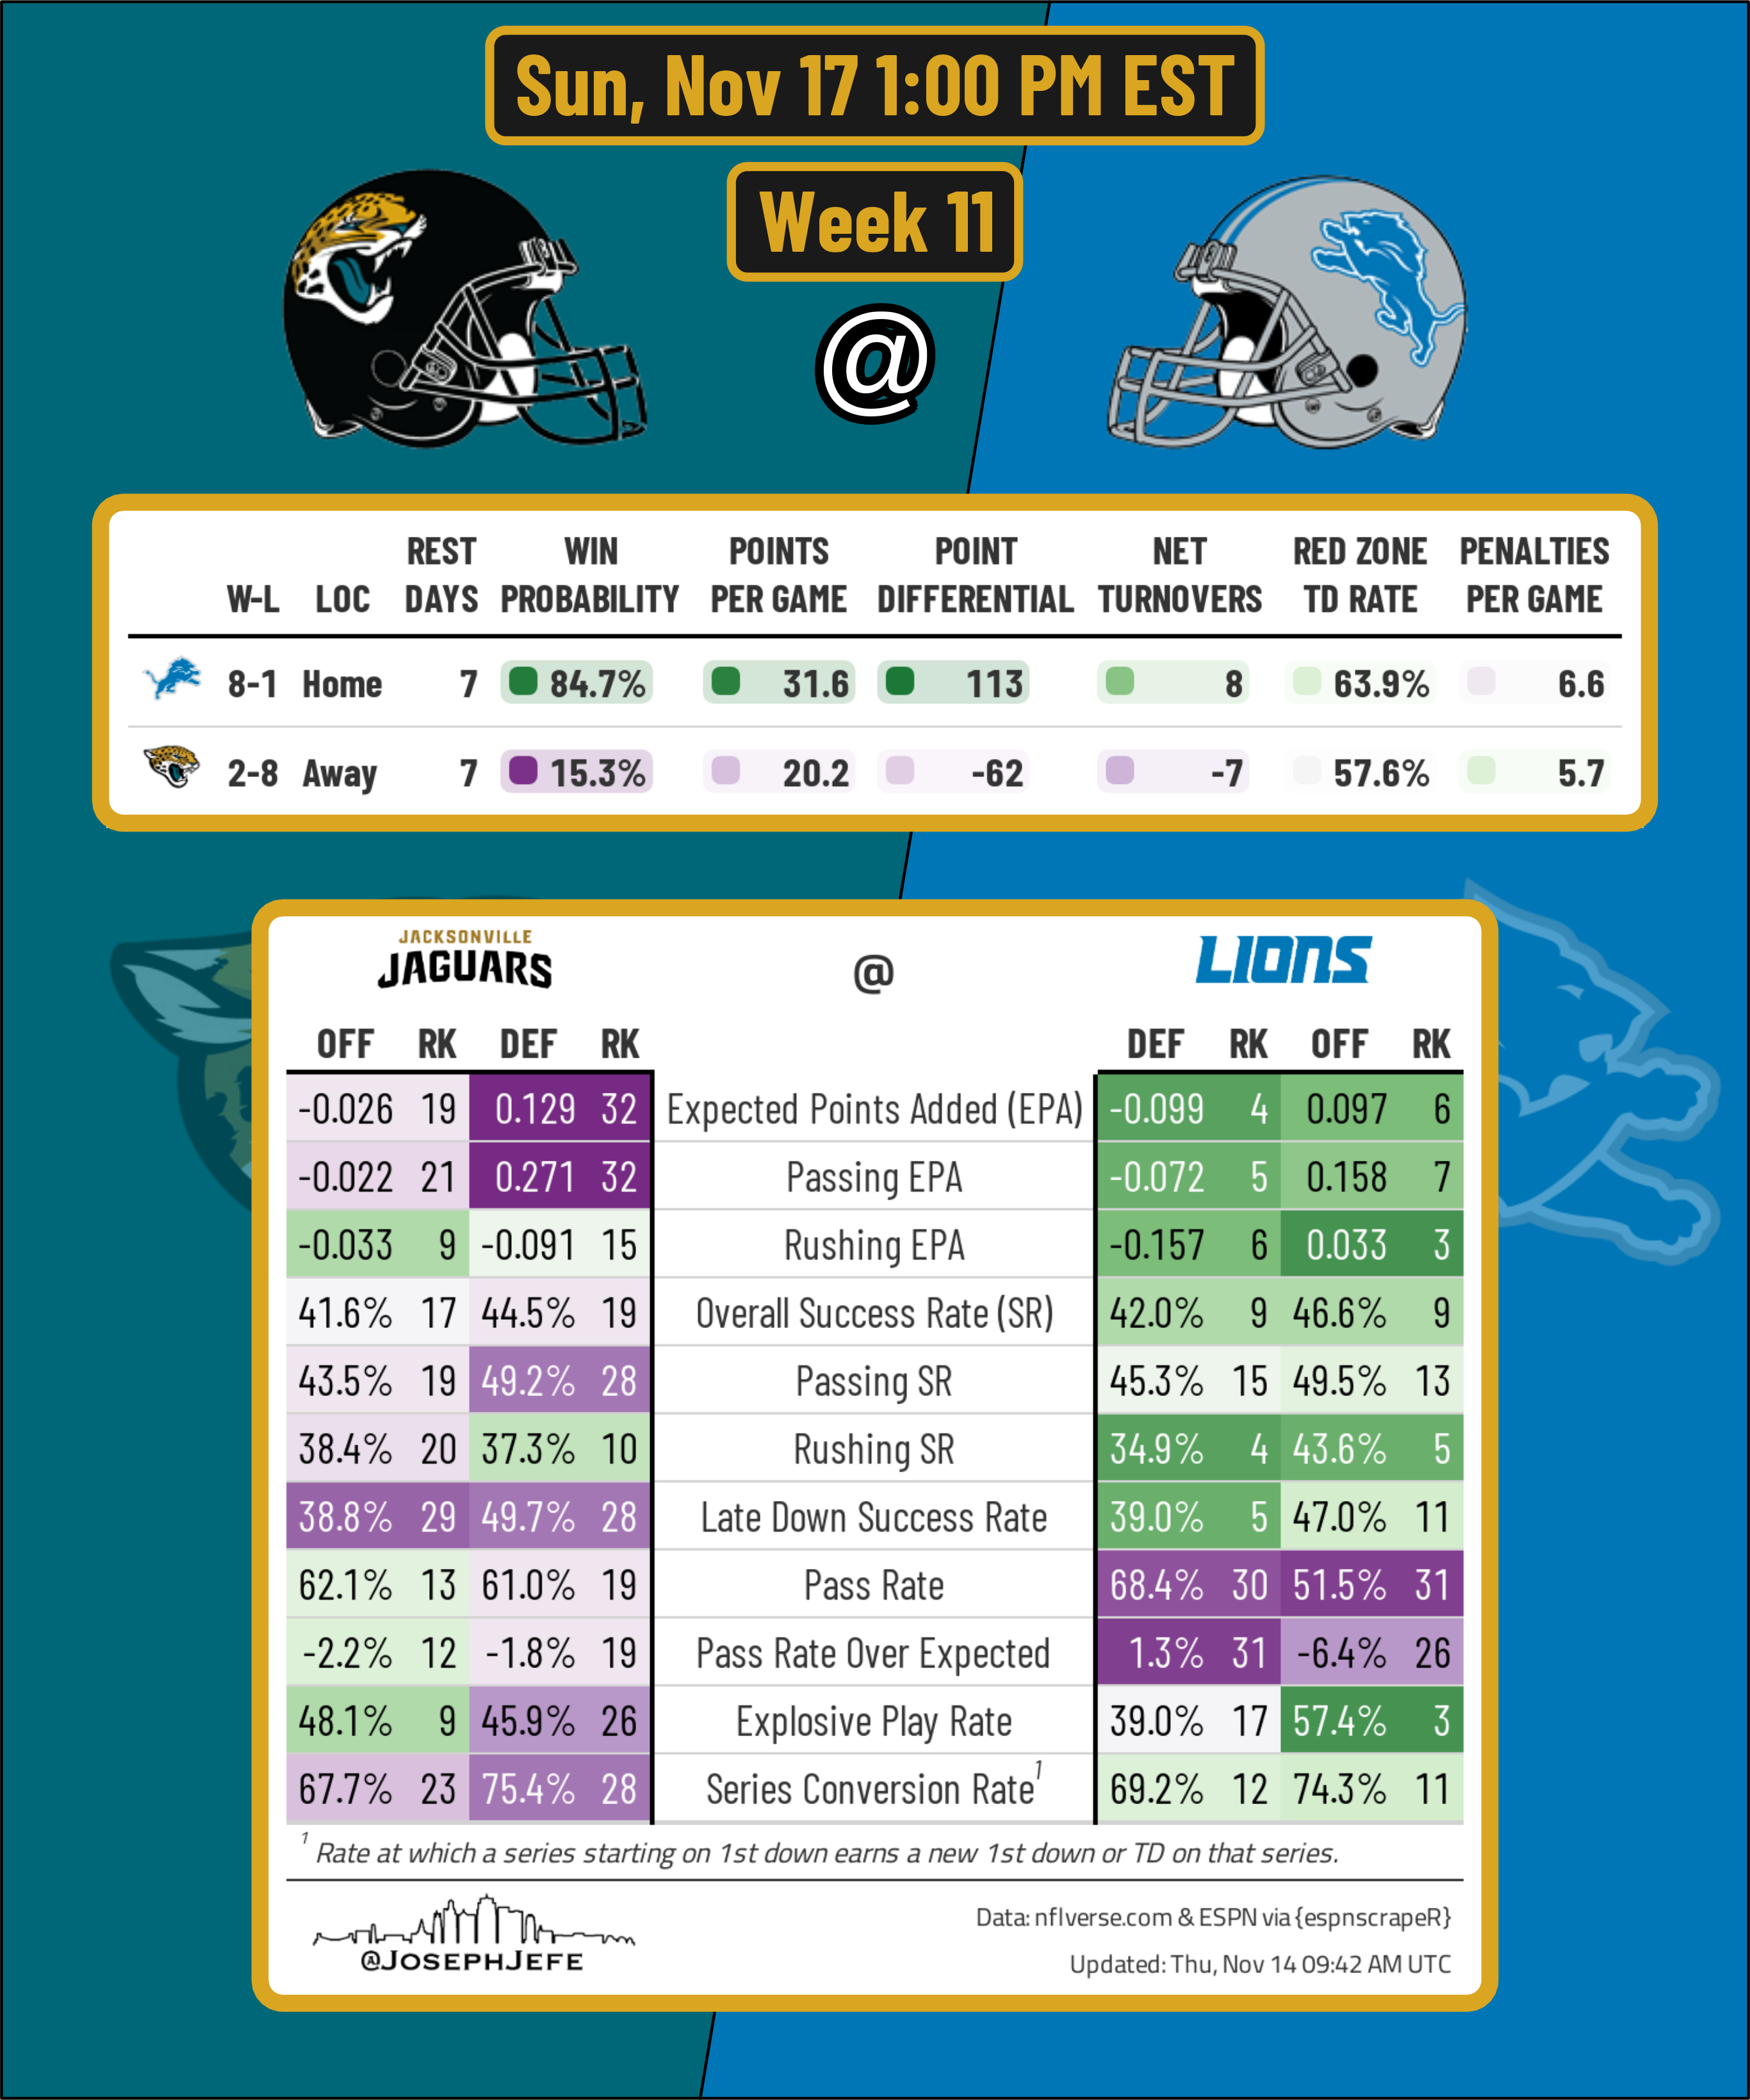 Sun, Nov 17 1:00 PM EST
Week 11
@
W-L LOC REST DAYS WIN PROBABILITY POINTS PER GAME POINT DIFFERENTIAL NET TURNOVERS RED ZONE TD RATE PENALTIES PER GAME
8-1 Home 7 84.7% 31.6 113 8 63.9% 6.6
2-8 Away 7 15.3% 20.2 -62 -7 57.6% 5.7
JACKSONVILLE
JAGUARS @ LIONS
OFF RK DEF RK DEF RK OFF RK
-0.026 19 0.129 32 Expected Points Added (EPA) -0.099 4 0.097 6
-0.022 21 0.271 32 Passing EPA -0.072 5 0.158 7
-0.033 9 -0.091 15 Rushing EPA -0.157 6 0.033 3
41.6% 17 44.5% 19 Overall Success Rate (SR) 42.0% 9 46.6% 9
43.5% 19 49.2% 28 Passing SR 45.3% 15 49.5% 13
38.4% 20 37.3% 10 Rushing SR 34.9% 4 43.6% 5
38.8% 29 49.7% 28 Late Down Success Rate 39.0% 5 47.0% 11
62.1% 13 61.0% 19 Pass Rate 68.4% 30 51.5% 31
-2.2% 12 -1.8% 19 Pass Rate Over Expected 1.3% 31 -6.4% 26
48.1% 9 45.9% 26 Explosive Play Rate 39.0% 17 57.4% 3
67.7% 23 75.4% 28 Series Conversion Rate¹ 69.2% 12 74.3% 11
¹ Rate at which a series starting on 1st down earns a new 1st down or TD on that series.
@JOSEPHJEFE
Data: nflverse.com & ESPN via {espnscrapeR}
Updated: Thu, Nov 14 09:42 AM UTC